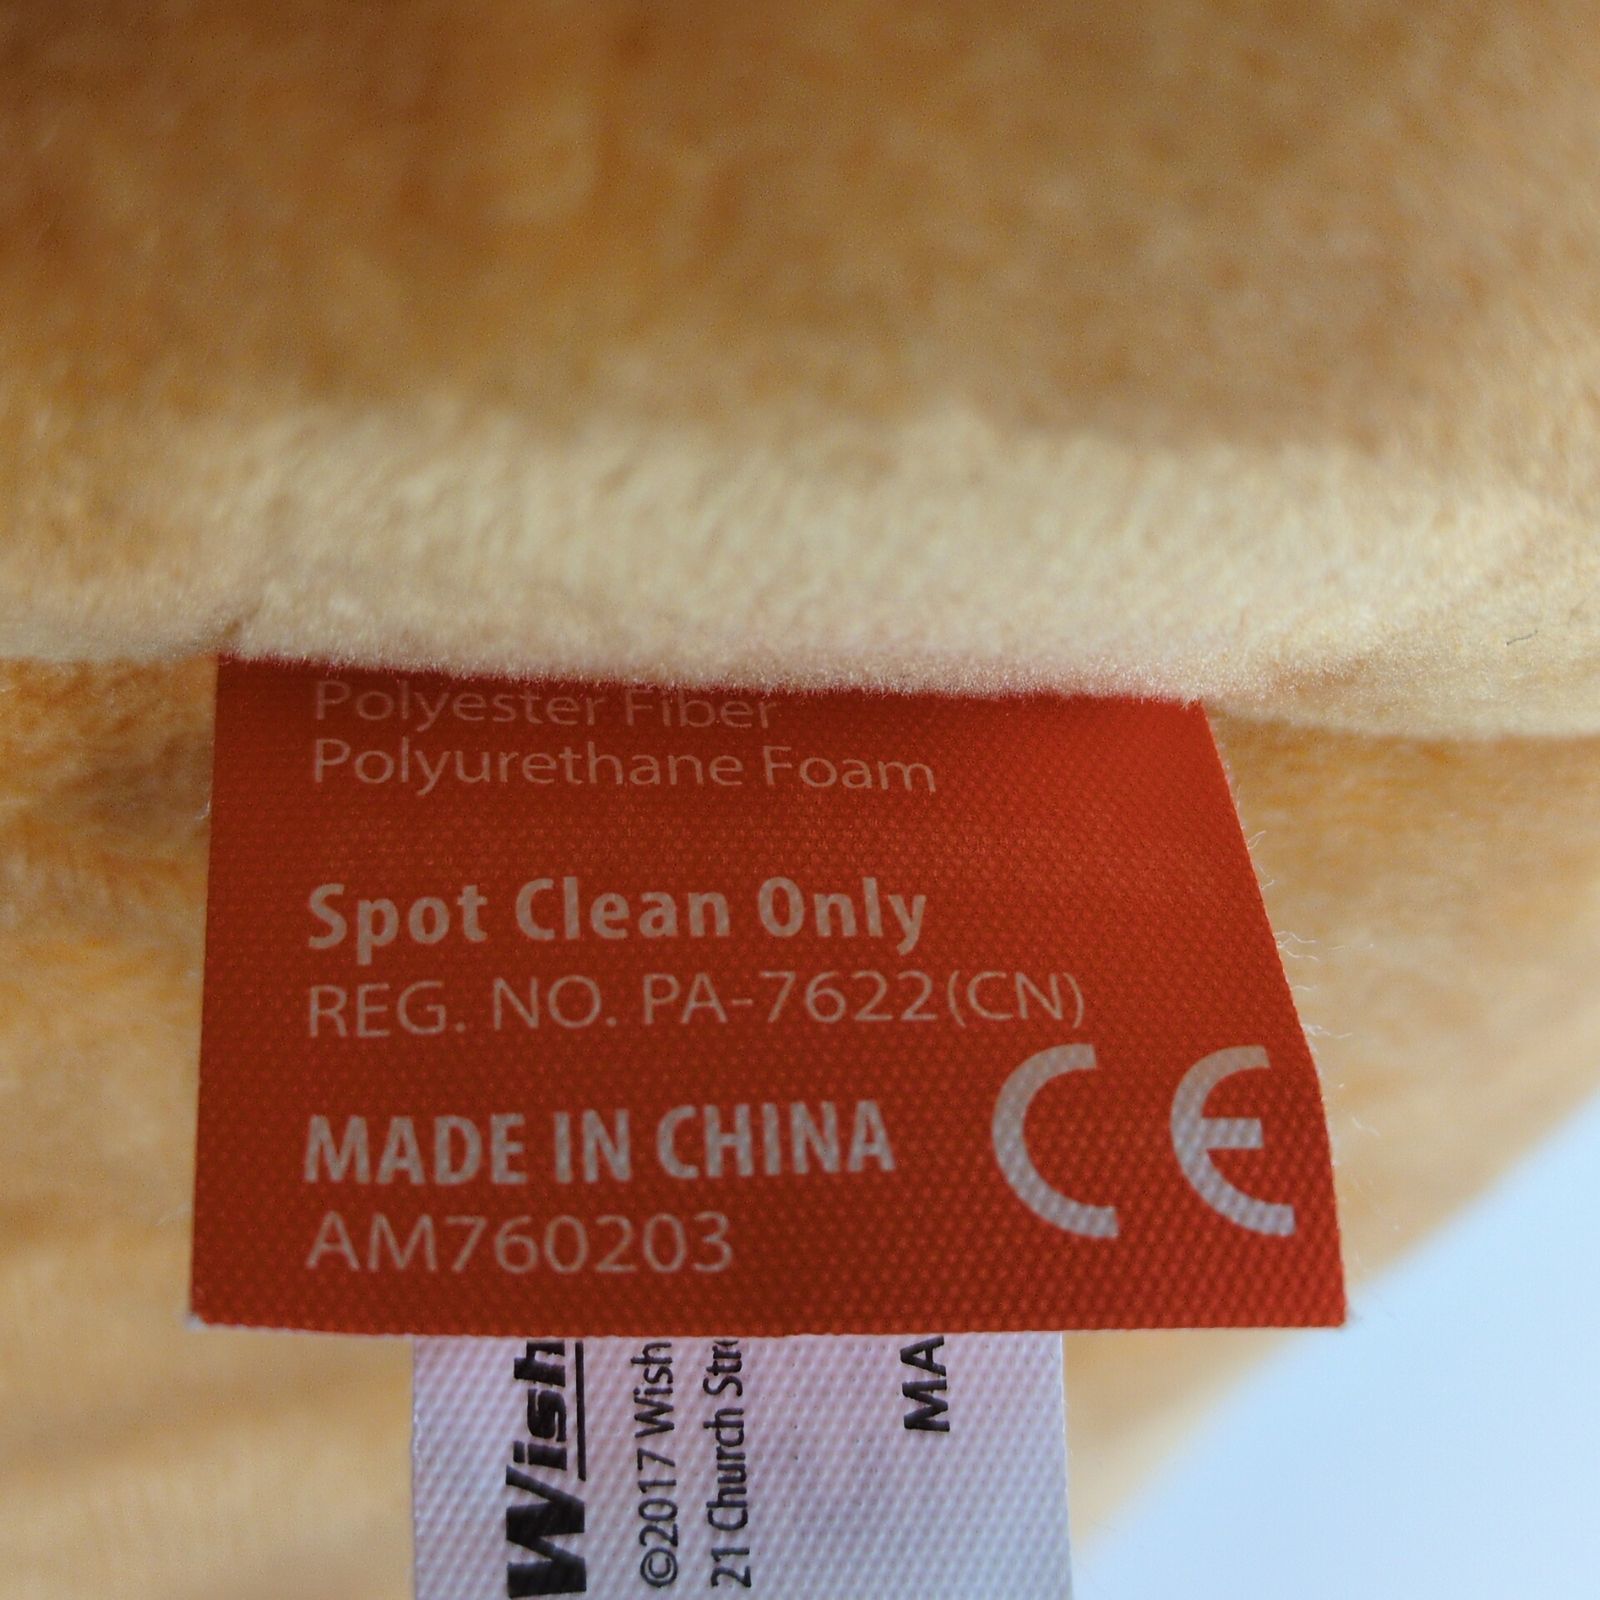 Polyester Fiber
Polyurethane Foam
Spot Clean Only
REG. NO. PA-7622(CN)
MADE IN CHINA
AM760203
CE
Wish
©2017 Wish
21 Church Stre
MA